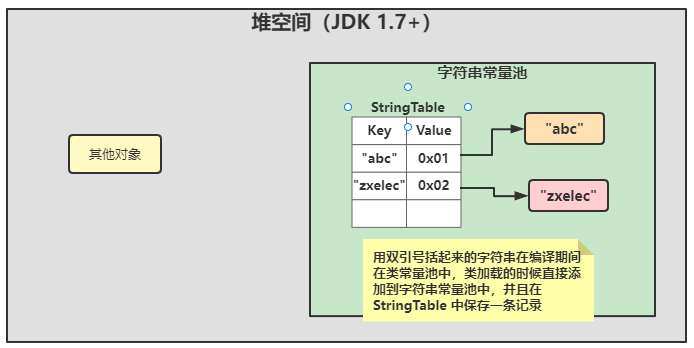 堆空间（JDK 1.7+）
字符串常量池
StringTable
Key Value
"abc" 0x01
"zxelec" 0x02
"abc"
"zxelec"
其他对象
用双引号括起来的字符串在编译期间
在类常量池中，类加载的时候直接添
加到字符串常量池中，并且在
StringTable 中保存一条记录